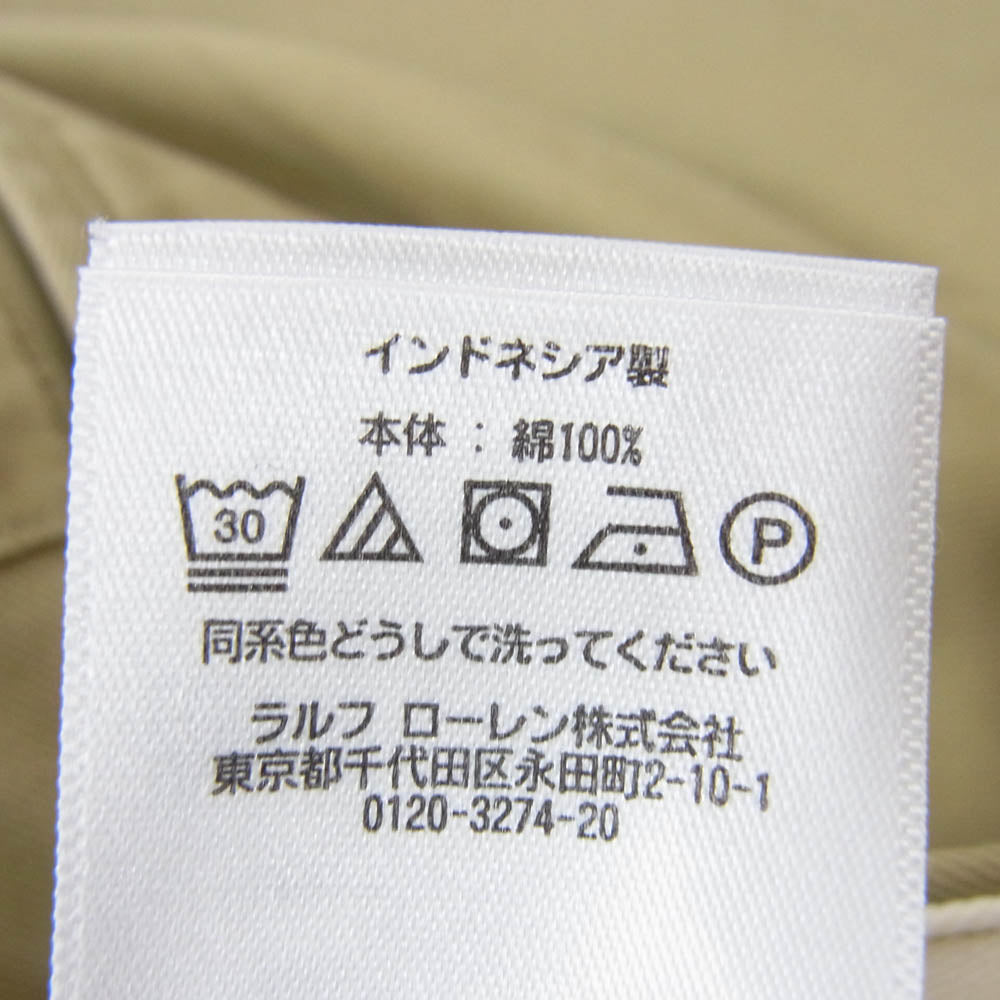 インドネシア製
本体 : 綿100%
30 P
同系色どうしで洗ってください
ラルフ ローレン株式会社
東京都千代田区永田町2-10-1
0120-3274-20